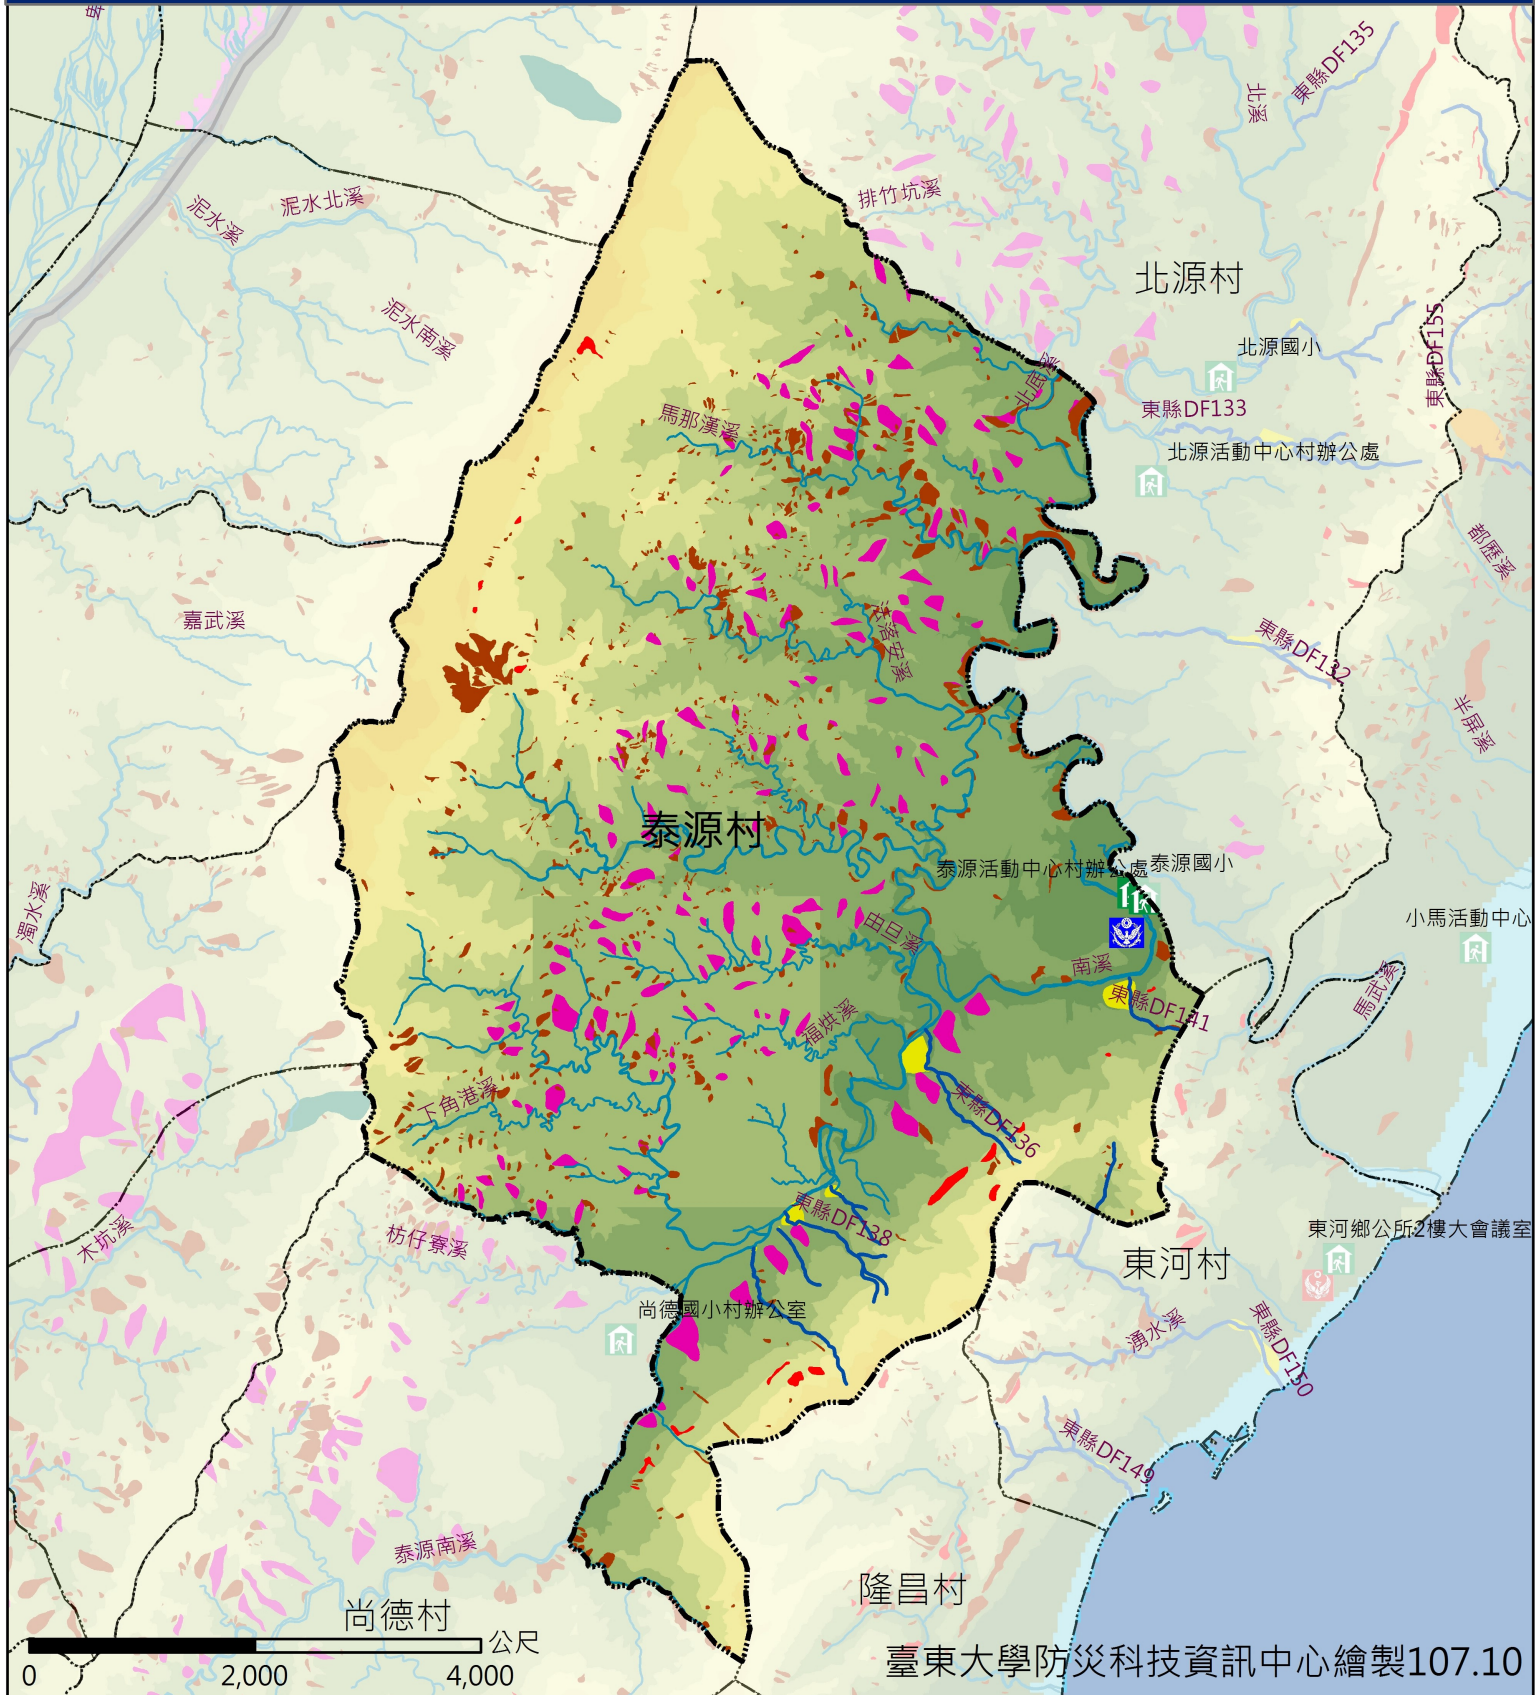 東縣DF135
北溪
泥水北溪
泥水溪
排竹坑溪
北源村
泥水南溪
北源國小
東縣DF155
北底溪
東縣DF133
馬那漢溪
北源活動中心村辦公處
都歷溪
嘉武溪
東縣DF132
半屏溪
泰源村
泰源活動中心村辦公處
泰源國小
濁水溪
小馬活動中心
由旦溪
南溪
馬武溪
東縣DF141
福烘溪
下角港溪
東縣DF136
東縣DF138
木坑溪
枋仔寮溪
東河鄉公所2樓大會議室
東河村
尚德國小村辦公室
湧水溪
東縣DF150
東縣DF149
泰源南溪
隆昌村
尚德村
公尺
0 2,000 4,000
臺東大學防災科技資訊中心繪製107.10